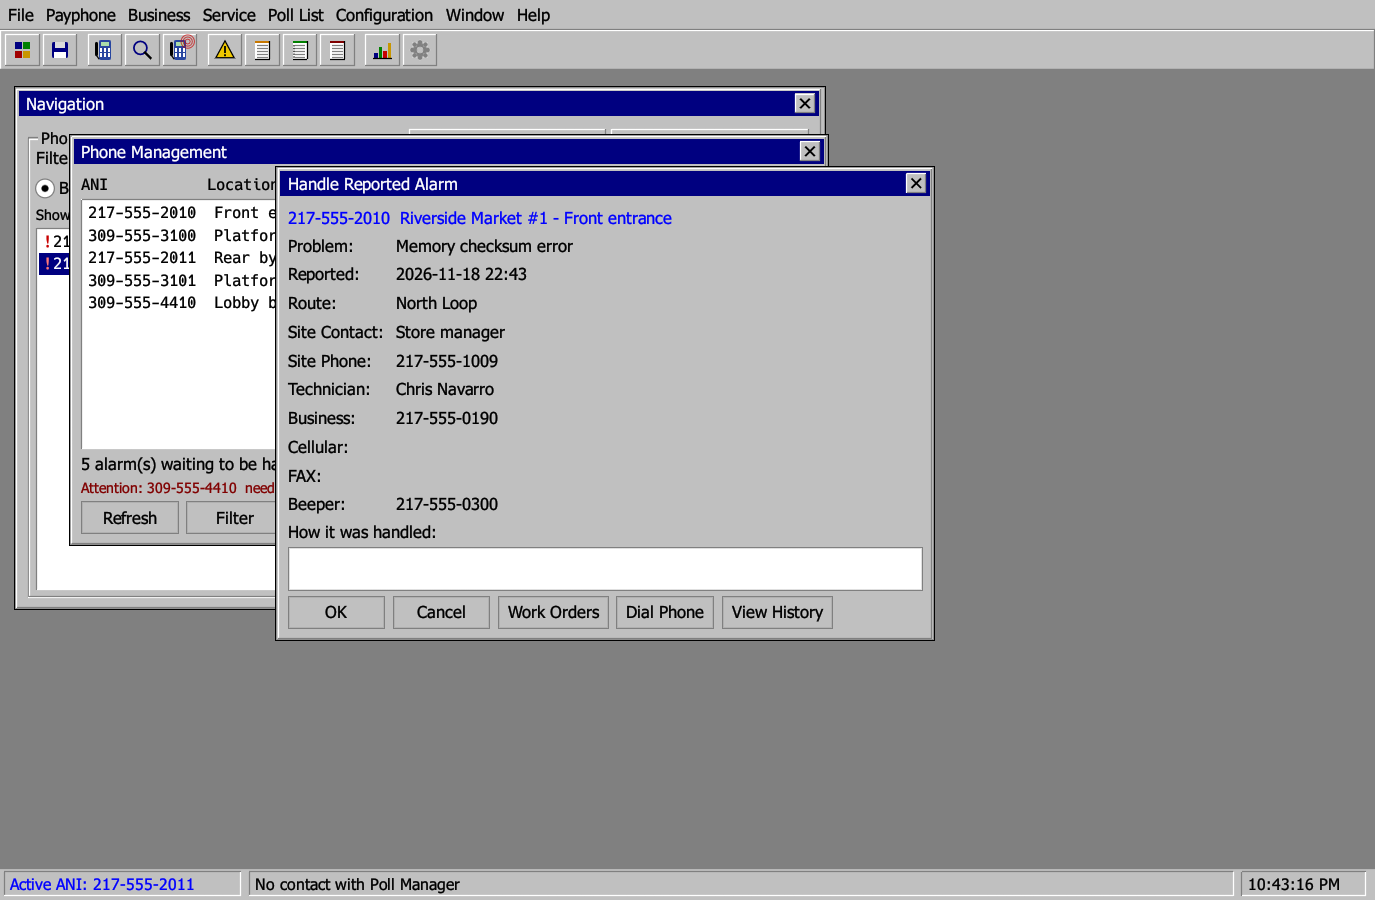 File Payphone Business Service Poll List Configuration Window Help
Navigation
Pho
Filte
B
Show
!21
!21
Phone Management
ANI Location
217-555-2010 Front e
309-555-3100 Platfor
217-555-2011 Rear by
309-555-3101 Platfor
309-555-4410 Lobby b
5 alarm(s) waiting to be ha
Attention: 309-555-4410 need
Refresh Filter
Handle Reported Alarm
217-555-2010 Riverside Market #1 - Front entrance
Problem: Memory checksum error
Reported: 2026-11-18 22:43
Route: North Loop
Site Contact: Store manager
Site Phone: 217-555-1009
Technician: Chris Navarro
Business: 217-555-0190
Cellular:
FAX:
Beeper: 217-555-0300
How it was handled:
OK Cancel Work Orders Dial Phone View History
Active ANI: 217-555-2011 No contact with Poll Manager 10:43:16 PM